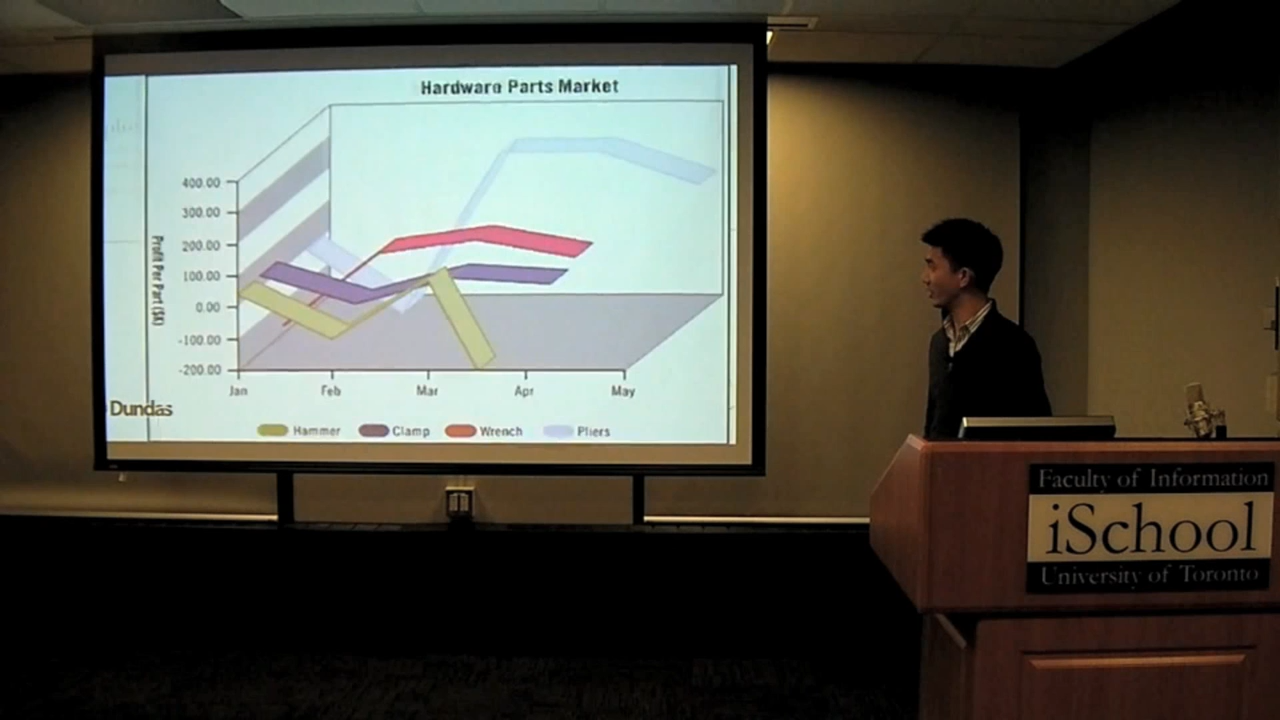 Hardware Parts Market
400.00
300.00
200.00
100.00
0.00
-100.00
-200.00
Profit Per Part ($K)
Jan Feb Mar Apr May
Dundas
Hammer Clamp Wrench Pliers
Faculty of Information
iSchool
University of Toronto